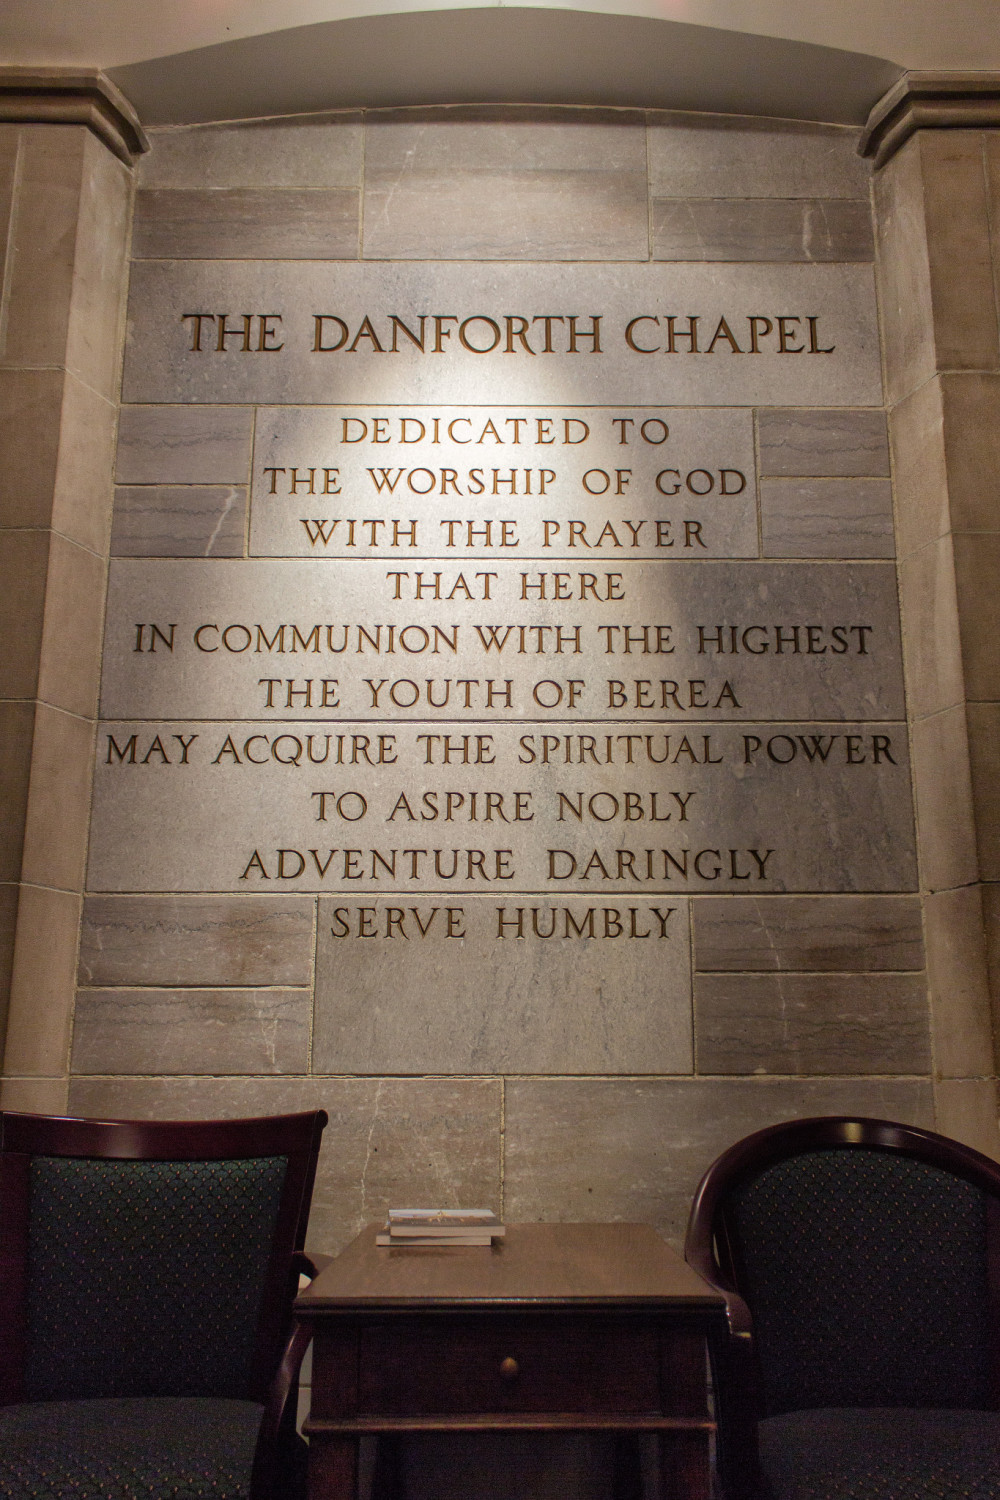 THE DANFORTH CHAPEL
DEDICATED TO
THE WORSHIP OF GOD
WITH THE PRAYER
THAT HERE
IN COMMUNION WITH THE HIGHEST
THE YOUTH OF BEREA
MAY ACQUIRE THE SPIRITUAL POWER
TO ASPIRE NOBLY
ADVENTURE DARINGLY
SERVE HUMBLY